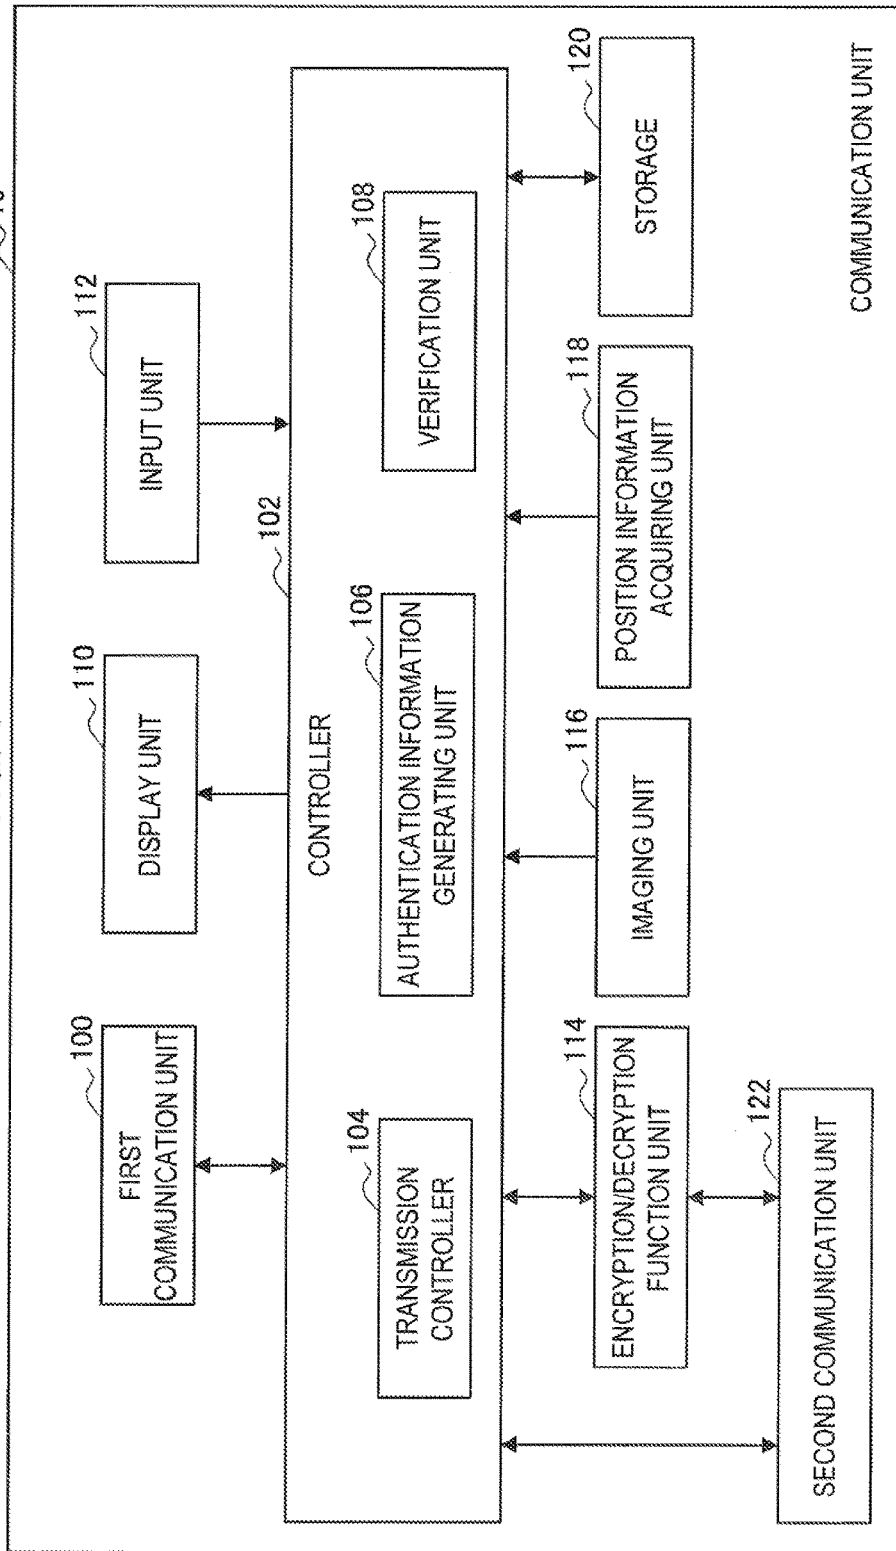 100
FIRST
COMMUNICATION UNIT
110
DISPLAY UNIT
112
INPUT UNIT
102
CONTROLLER
104
TRANSMISSION
CONTROLLER
106
AUTHENTICATION INFORMATION
GENERATING UNIT
108
VERIFICATION UNIT
114
ENCRYPTION/DECRYPTION
FUNCTION UNIT
116
IMAGING UNIT
118
POSITION INFORMATION
ACQUIRING UNIT
120
STORAGE
122
SECOND COMMUNICATION UNIT
COMMUNICATION UNIT